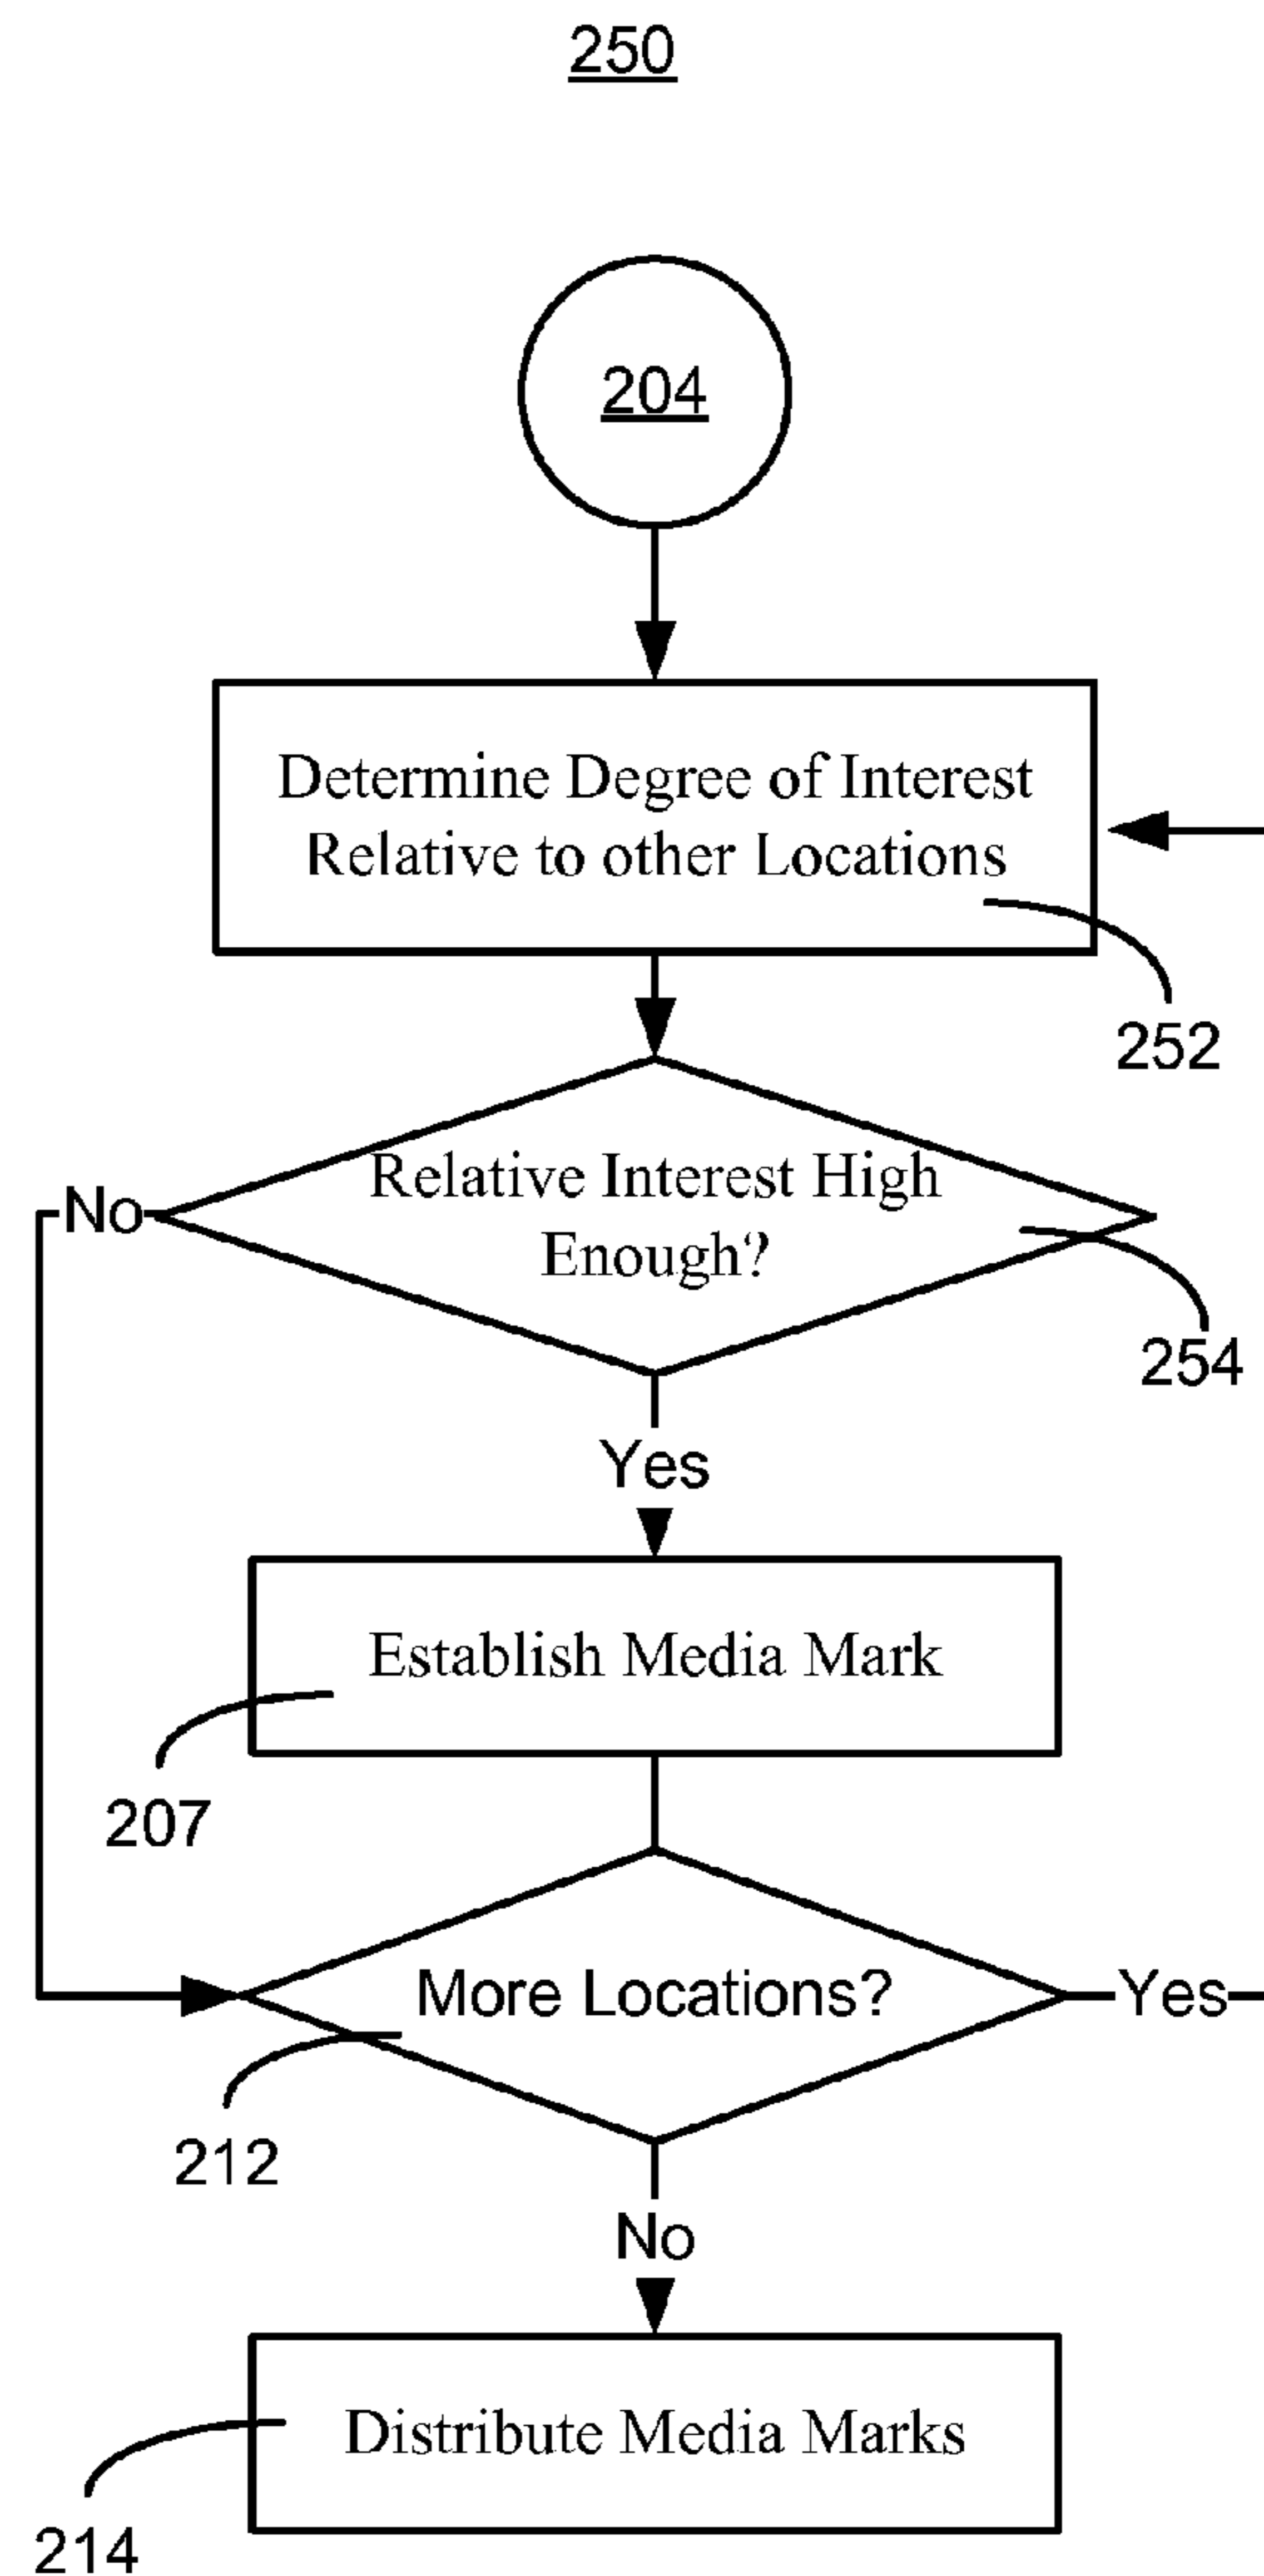 250
204
Determine Degree of Interest
Relative to other Locations
252
Relative Interest High
Enough?
No
254
Yes
Establish Media Mark
207
More Locations?
Yes
212
No
Distribute Media Marks
214